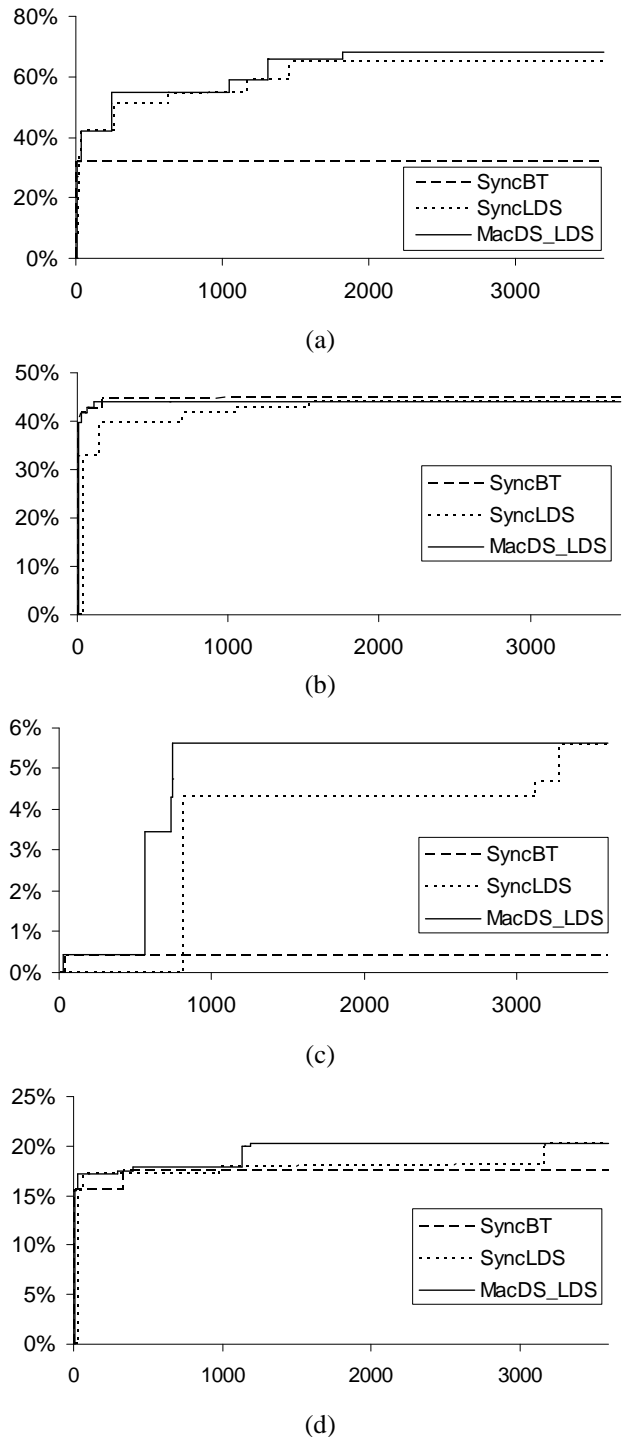 80%
60%
40%
20%
0%
SyncBT
SyncLDS
MacDS_LDS
0 1000 2000 3000
(a)
50%
40%
30%
20%
10%
0%
SyncBT
SyncLDS
MacDS_LDS
0 1000 2000 3000
(b)
6%
5%
4%
3%
2%
1%
0%
SyncBT
SyncLDS
MacDS_LDS
0 1000 2000 3000
(c)
25%
20%
15%
10%
5%
0%
SyncBT
SyncLDS
MacDS_LDS
0 1000 2000 3000
(d)